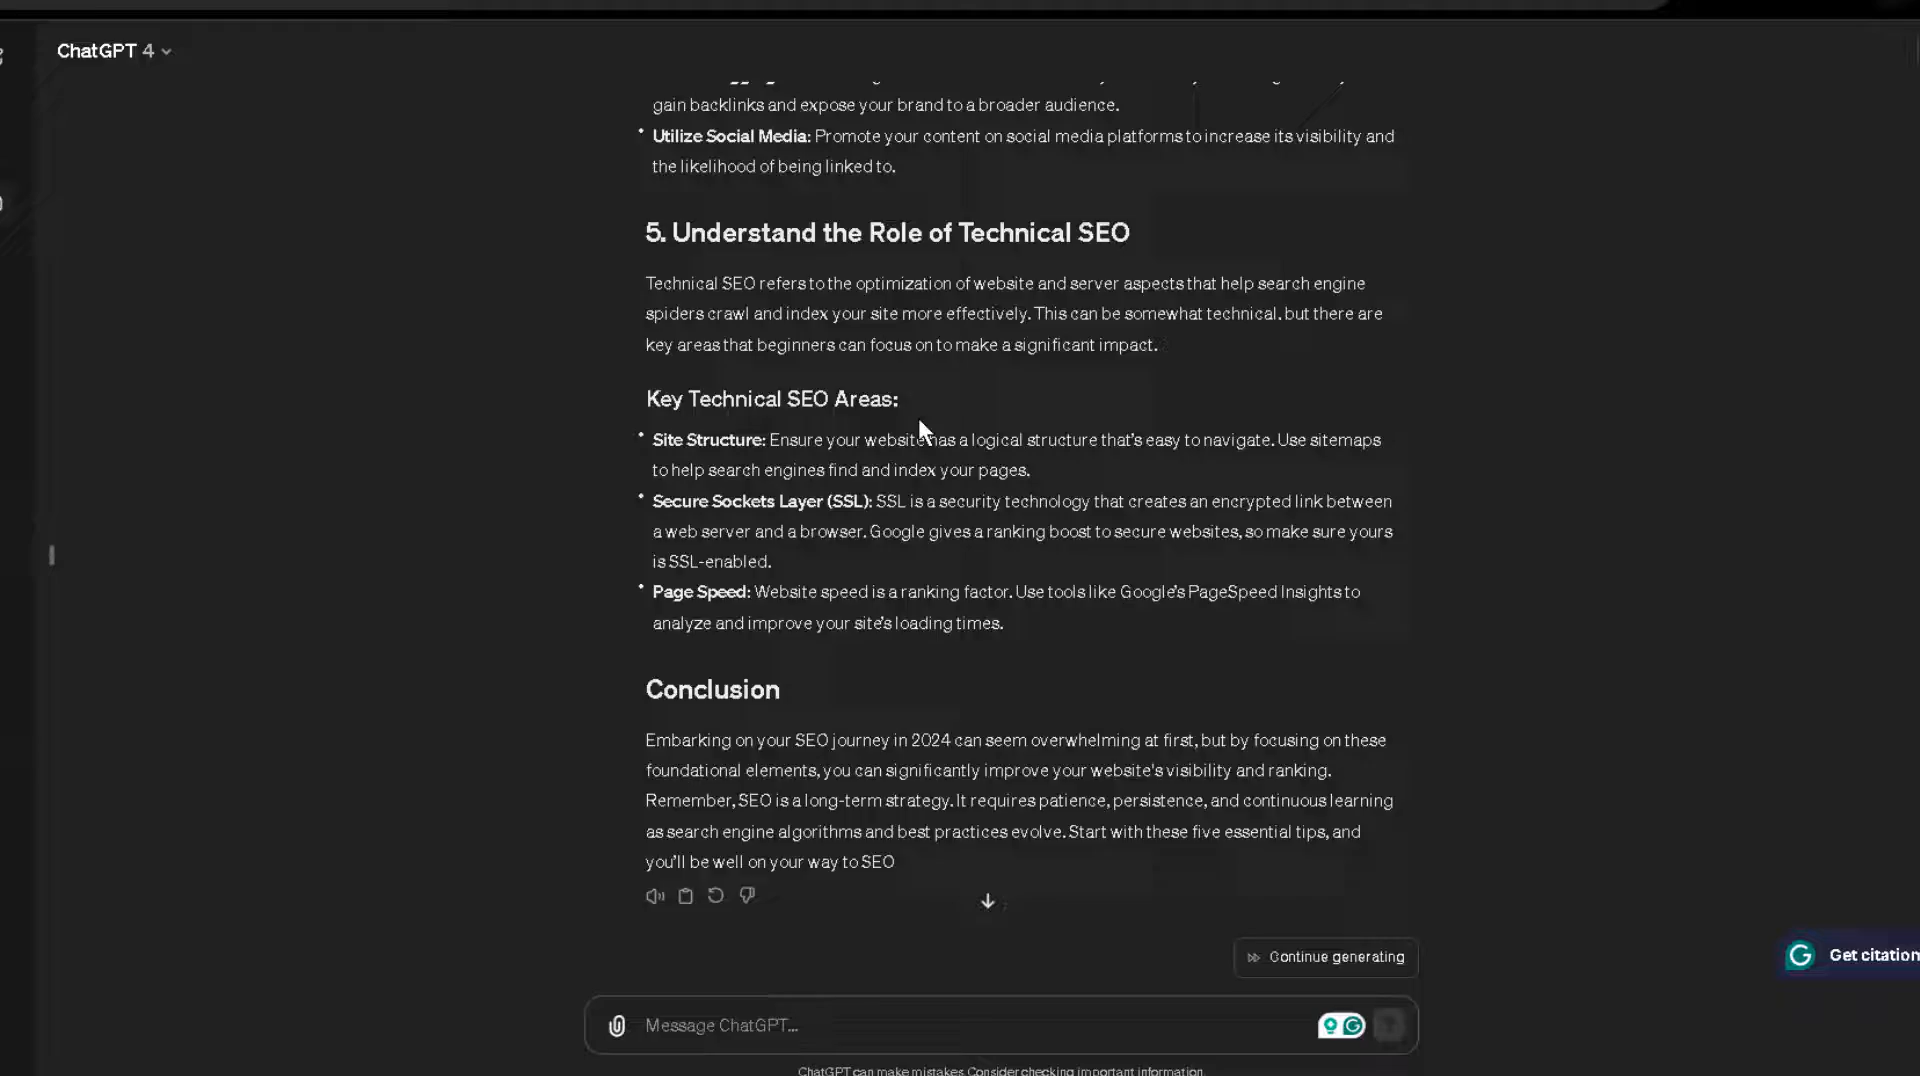 ChatGPT 4
gain backlinks and expose your brand to a broader audience.
• Utilize Social Media: Promote your content on social media platforms to increase its visibility and
the likelihood of being linked to.
5. Understand the Role of Technical SEO
Technical SEO refers to the optimization of website and server aspects that help search engine
spiders crawl and index your site more effectively. This can be somewhat technical, but there are
key areas that beginners can focus on to make a significant impact.
Key Technical SEO Areas:
• Site Structure: Ensure your website has a logical structure that's easy to navigate. Use sitemaps
to help search engines find and index your pages.
• Secure Sockets Layer (SSL): SSL is a security technology that creates an encrypted link between
a web server and a browser. Google gives a ranking boost to secure websites, so make sure yours
is SSL-enabled.
• Page Speed: Website speed is a ranking factor. Use tools like Google's PageSpeed Insights to
analyze and improve your site's loading times.
Conclusion
Embarking on your SEO journey in 2024 can seem overwhelming at first, but by focusing on these
foundational elements, you can significantly improve your website's visibility and ranking.
Remember, SEO is a long-term strategy. It requires patience, persistence, and continuous learning
as search engine algorithms and best practices evolve. Start with these five essential tips, and
you'll be well on your way to SEO
Continue generating
Get citation
Message ChatGPT...
ChatGPT can make mistakes. Consider checking important information.